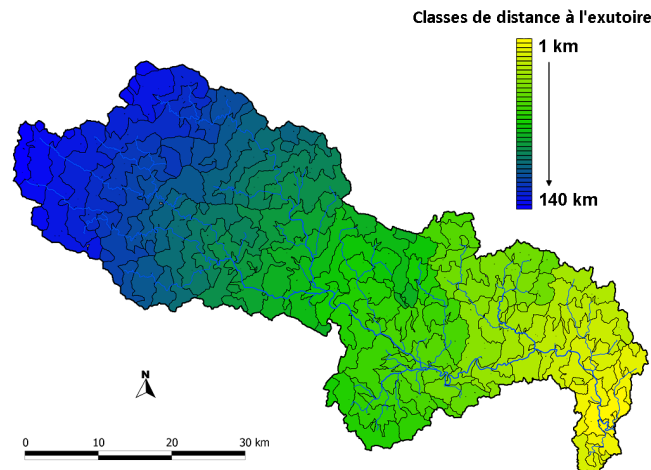 Classes de distance à l'exutoire
1 km
140 km
N
0 10 20 30 km